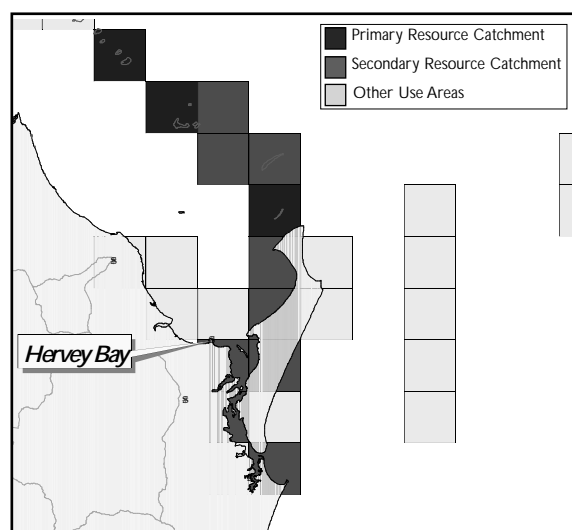 Primary Resource Catchment
Secondary Resource Catchment
Other Use Areas
Hervey Bay